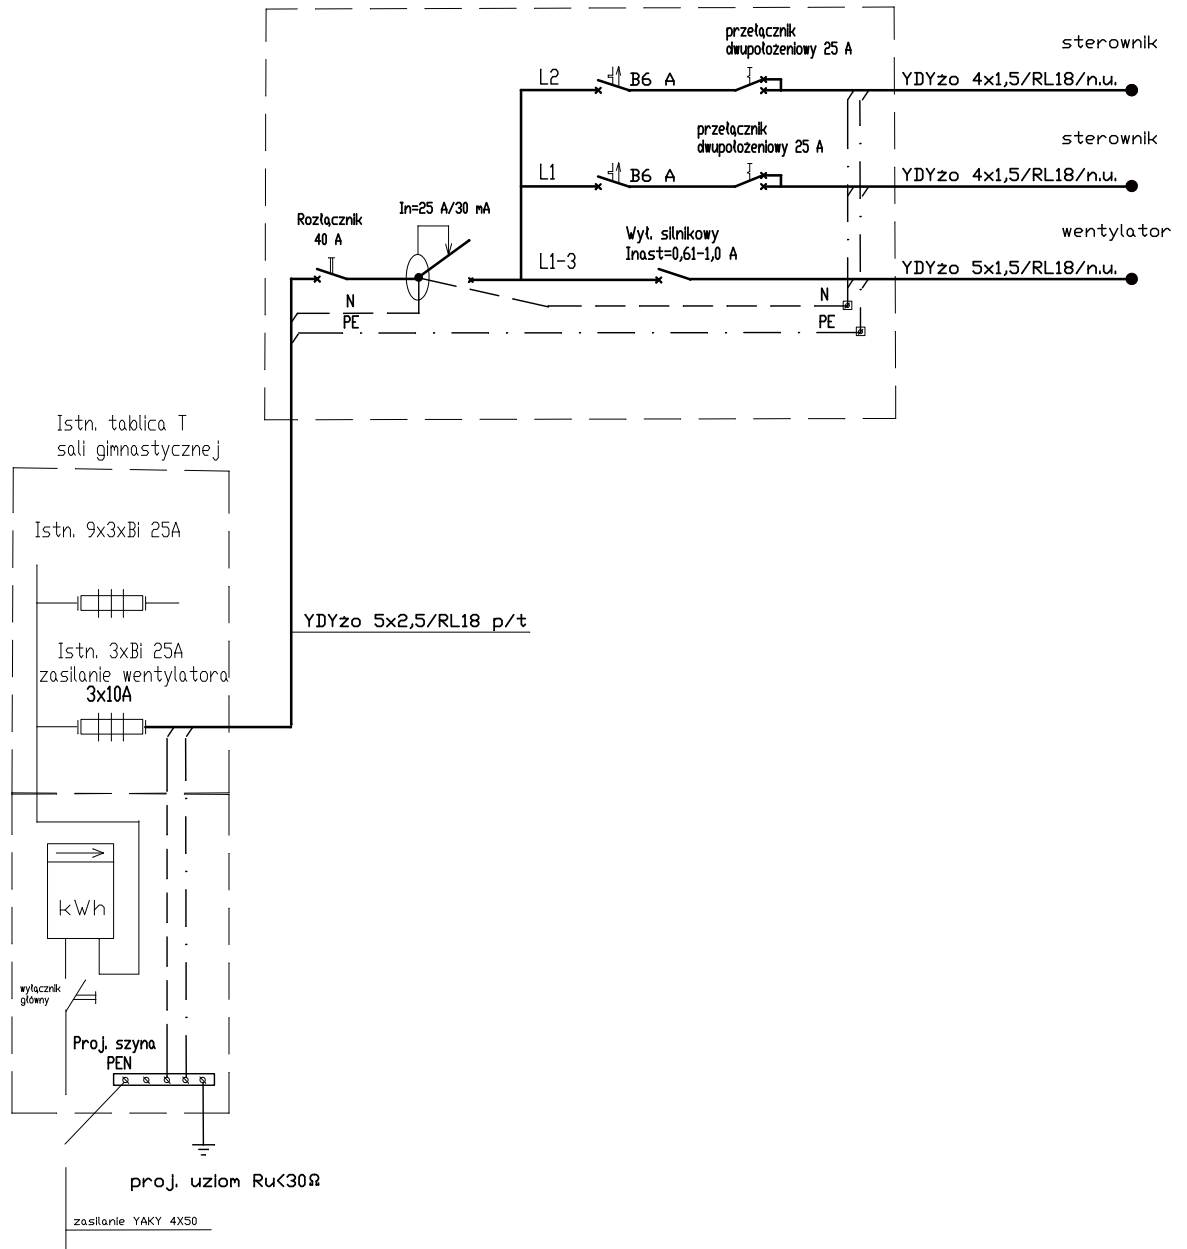 przełącznik
dwupołożeniowy 25 A
sterownik
L2
B6 A
YDYżo 4x1,5/RL18/n.u.
przełącznik
dwupołożeniowy 25 A
sterownik
L1
B6 A
YDYżo 4x1,5/RL18/n.u.
Rozłącznik
40 A
In=25 A/30 mA
Wył. silnikowy
Inast=0,61-1,0 A
wentylator
L1-3
YDYżo 5x1,5/RL18/n.u.
N
PE
N
PE
Istn. tablica T
sali gimnastycznej
Istn. 9x3xBi 25A
YDYżo 5x2,5/RL18 p/t
Istn. 3xBi 25A
zasilanie wentylatora
3x10A
kWh
wyłącznik
główny
Proj. szyna
PEN
proj. uziom Ru<30Ω
zasilanie YAKY 4X50